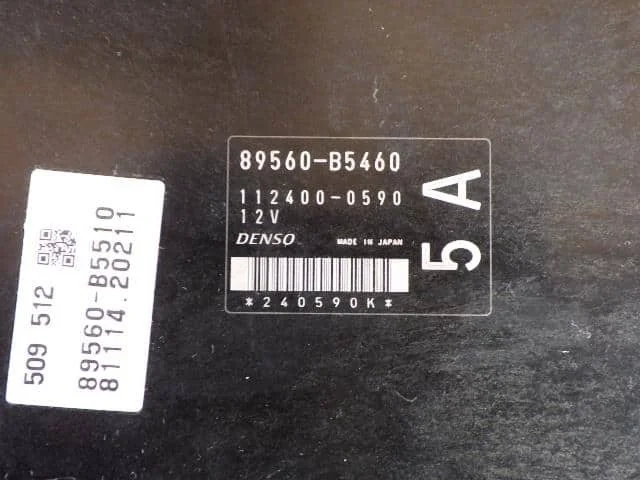 89560-B5460
112400-0590
12V
DENSO MADE IN JAPAN
*240590K*
5A
509 512
89560-B5510
81114.20211